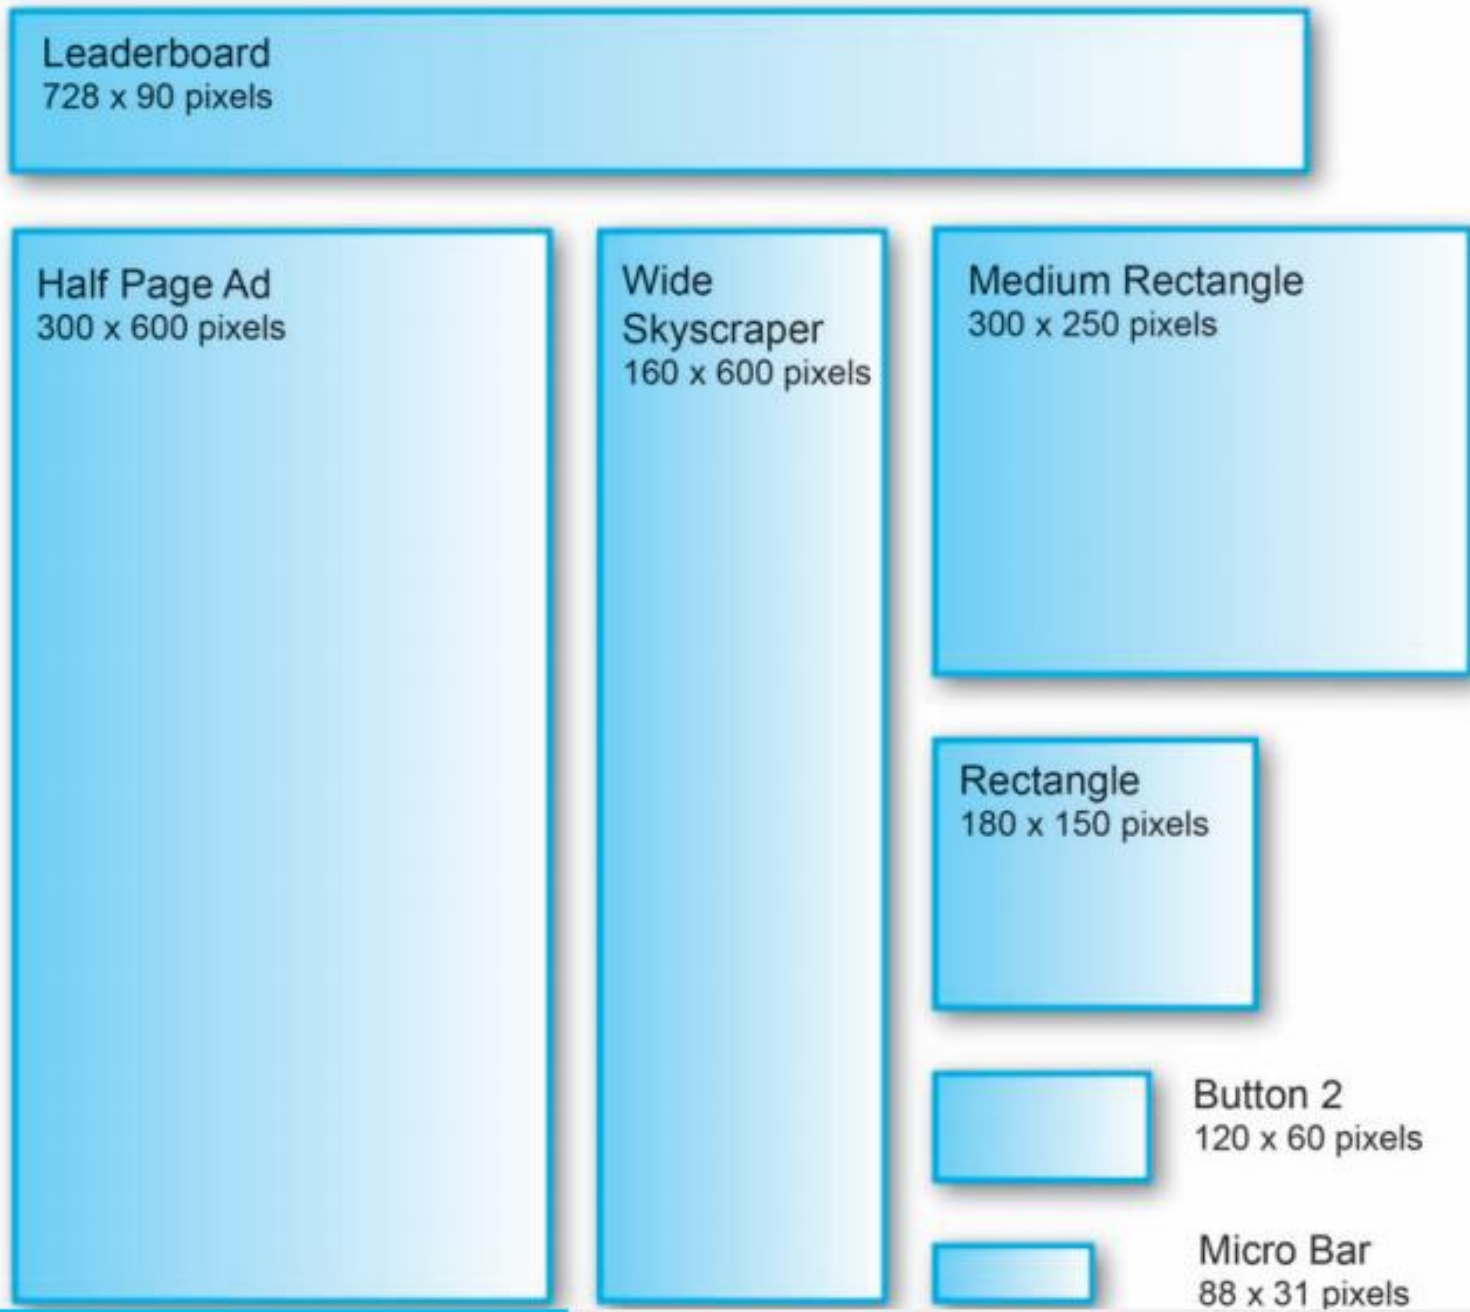 Leaderboard
728 x 90 pixels
Half Page Ad
300 x 600 pixels
Wide
Skyscraper
160 x 600 pixels
Medium Rectangle
300 x 250 pixels
Rectangle
180 x 150 pixels
Button 2
120 x 60 pixels
Micro Bar
88 x 31 pixels